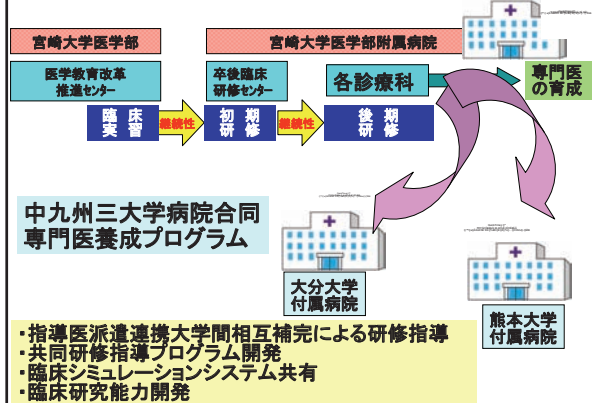 宮崎大学医学部
宮崎大学医学部附属病院
医学教育改革
推進センター
卒後臨床
研修センター
各診療科
専門医
の育成
臨床
実習
継続性
初期
研修
継続性
後期
研修
中九州三大学病院合同
専門医養成プログラム
大分大学
付属病院
熊本大学
付属病院
・指導医派遣連携大学間相互補完による研修指導
・共同研修指導プログラム開発
・臨床シミュレーションシステム共有
・臨床研究能力開発